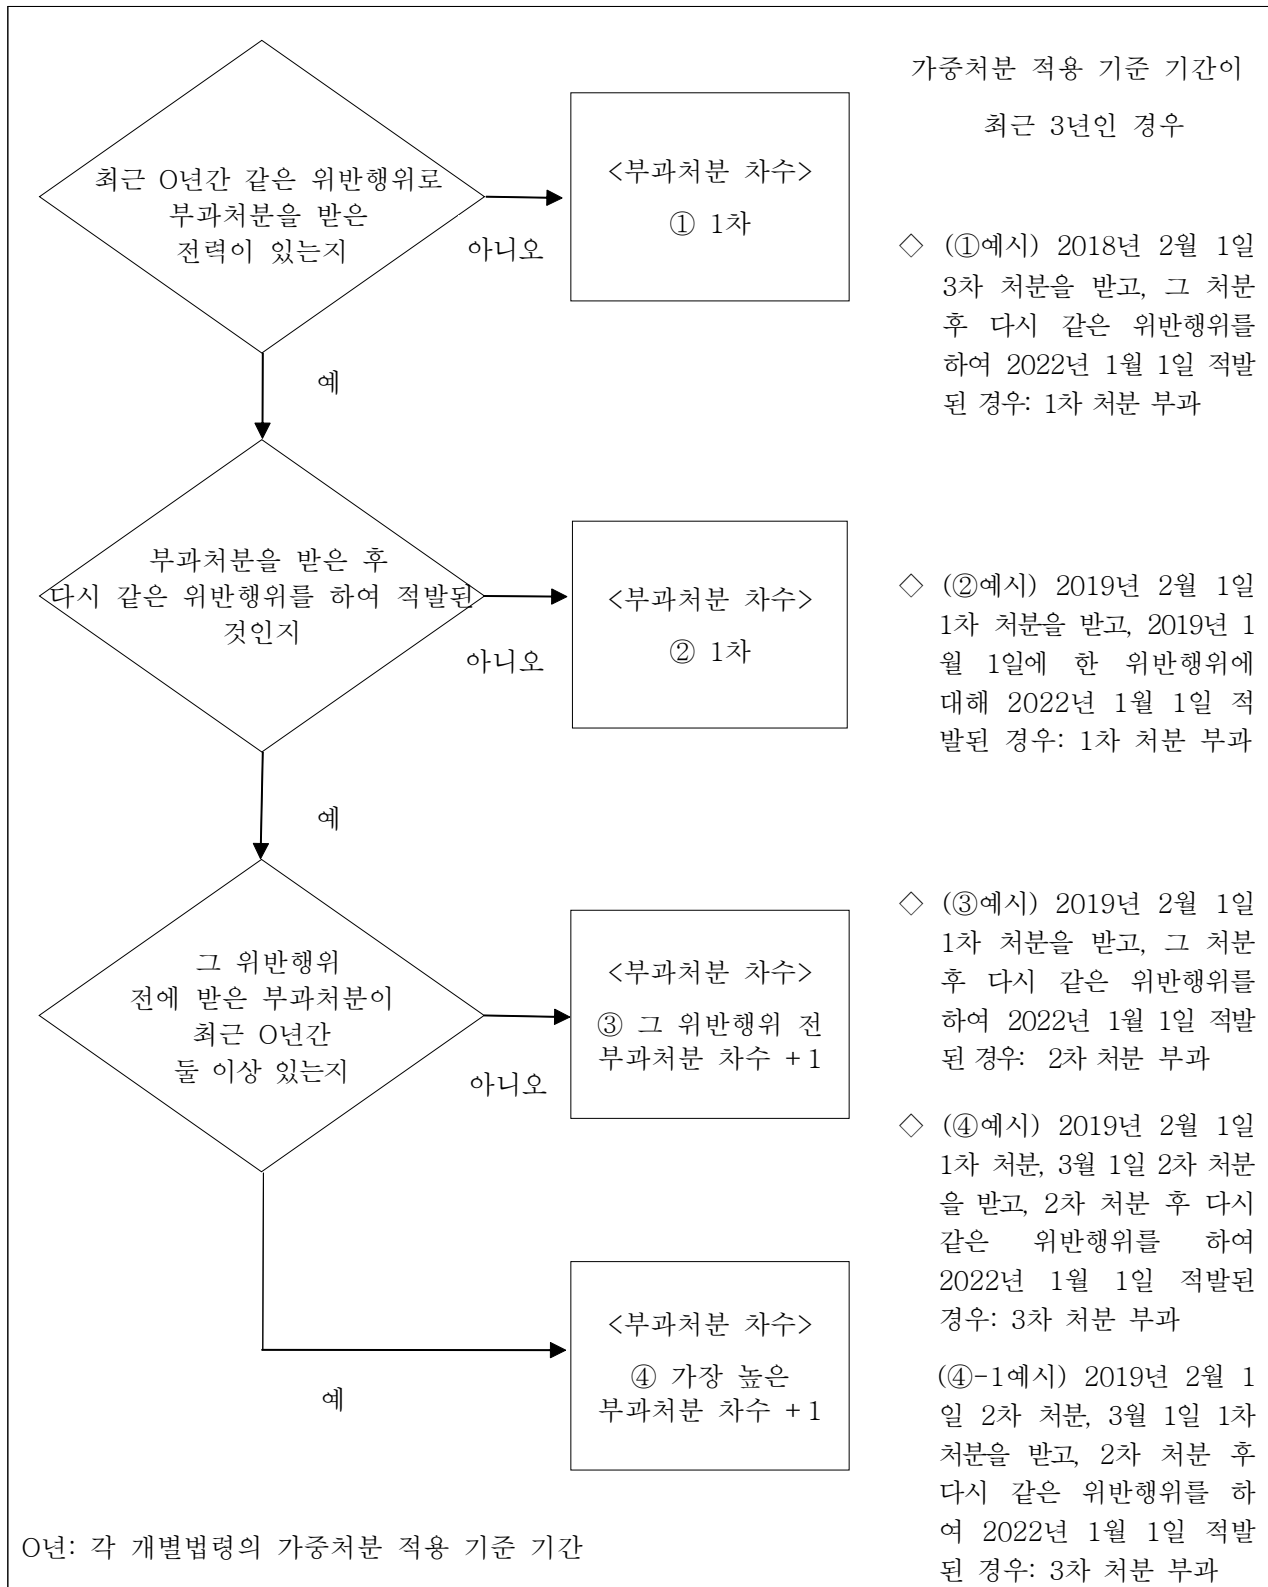 최근 O년간 같은 위반행위로
부과처분을 받은
전력이 있는지
아니오
<부과처분 차수>
① 1차
예
부과처분을 받은 후
다시 같은 위반행위를 하여 적발된
것인지
아니오
<부과처분 차수>
② 1차
예
그 위반행위
전에 받은 부과처분이
최근 O년간
둘 이상 있는지
아니오
<부과처분 차수>
③ 그 위반행위 전
부과처분 차수 +1
예
<부과처분 차수>
④ 가장 높은
부과처분 차수 +1
가중처분 적용 기준 기간이
최근 3년인 경우
◇ (①예시) 2018년 2월 1일
3차 처분을 받고, 그 처분
후 다시 같은 위반행위를
하여 2022년 1월 1일 적발
된 경우: 1차 처분 부과
◇ (②예시) 2019년 2월 1일
1차 처분을 받고, 2019년 1
월 1일에 한 위반행위에
대해 2022년 1월 1일 적
발된 경우: 1차 처분 부과
◇ (③예시) 2019년 2월 1일
1차 처분을 받고, 그 처분
후 다시 같은 위반행위를
하여 2022년 1월 1일 적발
된 경우: 2차 처분 부과
◇ (④예시) 2019년 2월 1일
1차 처분, 3월 1일 2차 처분
을 받고, 2차 처분 후 다시
같은 위반행위를 하여
2022년 1월 1일 적발된
경우: 3차 처분 부과
(④-1예시) 2019년 2월 1
일 2차 처분, 3월 1일 1차
처분을 받고, 2차 처분 후
다시 같은 위반행위를 하
여 2022년 1월 1일 적발
된 경우: 3차 처분 부과
O년: 각 개별법령의 가중처분 적용 기준 기간